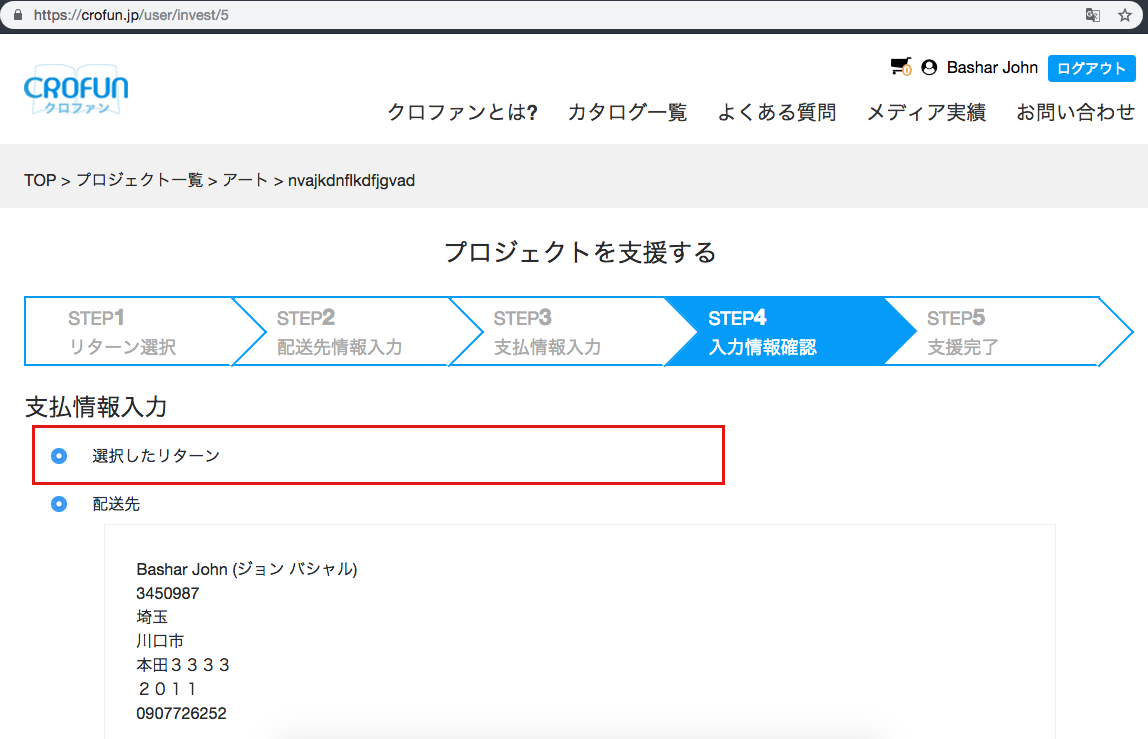 https://crofun.jp/user/invest/5
0
Bashar John
ログアウト
CROFUN
クロファン
クロファンとは?
カタログ一覧
よくある質問
メディア実績
お問い合わせ
TOP > プロジェクト一覧 > アート > nvajkdnflkdfjgvad
プロジェクトを支援する
STEP1
リターン選択
STEP2
配送先情報入力
STEP3
支払情報入力
STEP4
入力情報確認
STEP5
支援完了
支払情報入力
選択したリターン
配送先
Bashar John (ジョン バシャル)
3450987
埼玉
川口市
本田３３３３
２０１１
0907726252